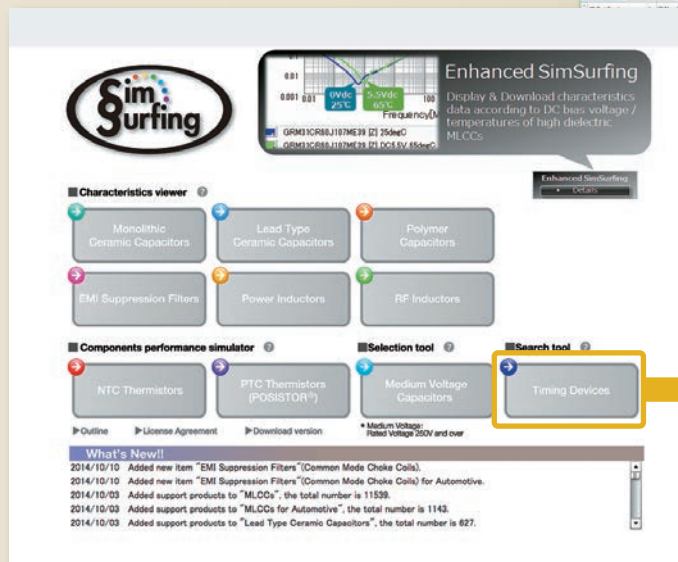 Sim
Surfing
0.01
0.001 0.01
0Vdc
25℃
5.5Vdc
65℃
100
Frequency[M
GRM31CR60J107ME39 [Z] 25degC
GRM31CR60J107ME39 [Z] DC5.5V 65degC
Enhanced SimSurfing
Display & Download characteristics
data according to DC bias voltage /
temperatures of high dielectric
MLCCs
Enhanced SimSurfing
• Details
■Characteristics viewer ?
Monolithic
Ceramic Capacitors
Lead Type
Ceramic Capacitors
Polymer
Capacitors
EMI Suppression Filters
Power Inductors
RF Inductors
■Components performance simulator ?
■Selection tool ?
■Search tool ?
NTC Thermistors
PTC Thermistors
(POSISTOR®)
Medium Voltage
Capacitors
Timing Devices
▶Outline ▶License Agreement ▶Download version
* Medium Voltage:
Rated Voltage 250V and over
What's New!!
2014/10/10 Added new item "EMI Suppression Filters"(Common Mode Choke Coils).
2014/10/10 Added new item "EMI Suppression Filters"(Common Mode Choke Coils) for Automotive.
2014/10/03 Added support products to "MLCCs", the total number is 11539.
2014/10/03 Added support products to "MLCCs for Automotive", the total number is 1143.
2014/10/03 Added support products to "Lead Type Ceramic Capacitors", the total number is 627.